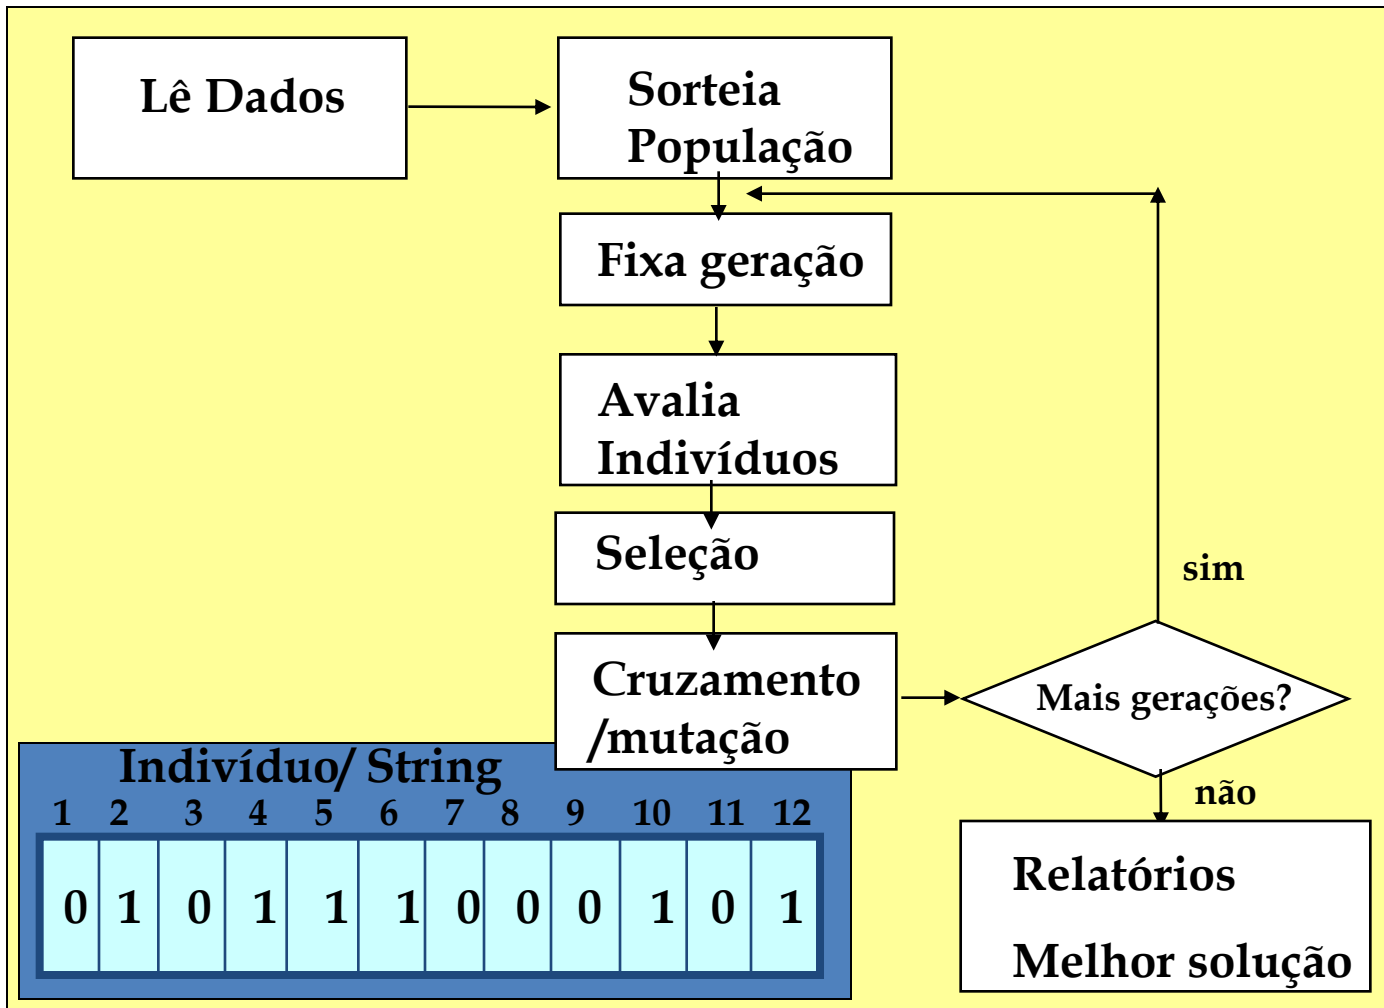 Lê Dados
Sorteia
População
Fixa geração
Avalia
Indivíduos
Seleção
sim
Cruzamento
/mutação
Mais gerações?
não
Indivíduo/ String
1 2 3 4 5 6 7 8 9 10 11 12
0 1 0 1 1 1 0 0 0 1 0 1
Relatórios
Melhor solução